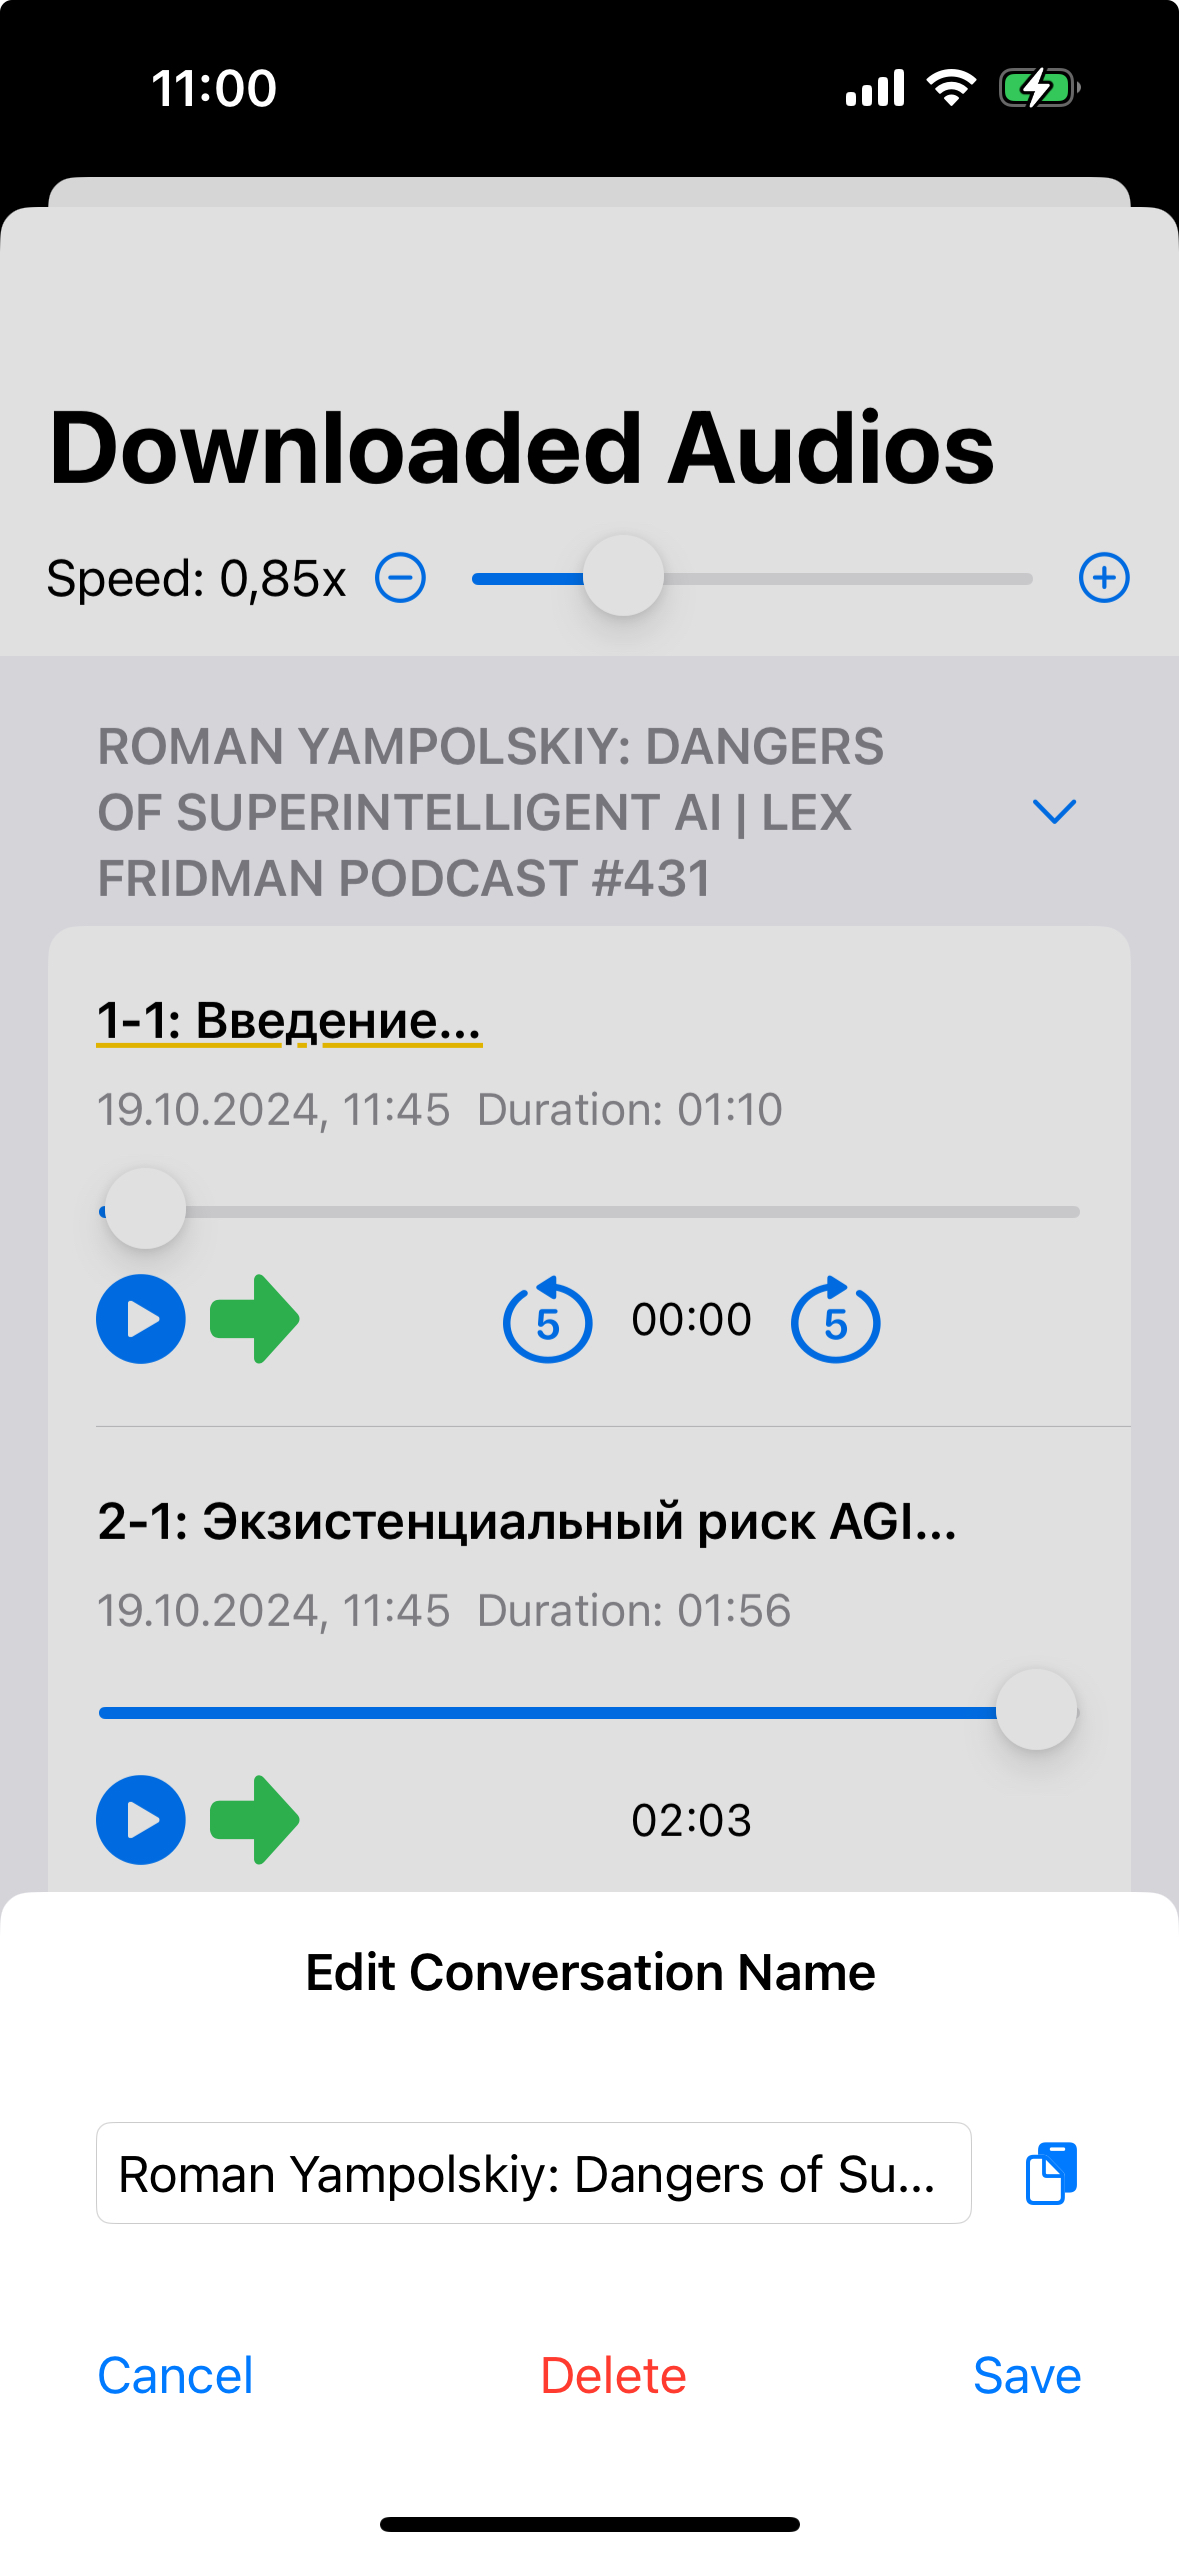 11:00
Downloaded Audios
Speed: 0,85x
ROMAN YAMPOLSKIY: DANGERS
OF SUPERINTELLIGENT AI | LEX
FRIDMAN PODCAST #431
1-1: Введение...
19.10.2024, 11:45 Duration: 01:10
5 00:00 5
2-1: Экзистенциальный риск AGI...
19.10.2024, 11:45 Duration: 01:56
02:03
Edit Conversation Name
Roman Yampolskiy: Dangers of Su...
Cancel Delete Save